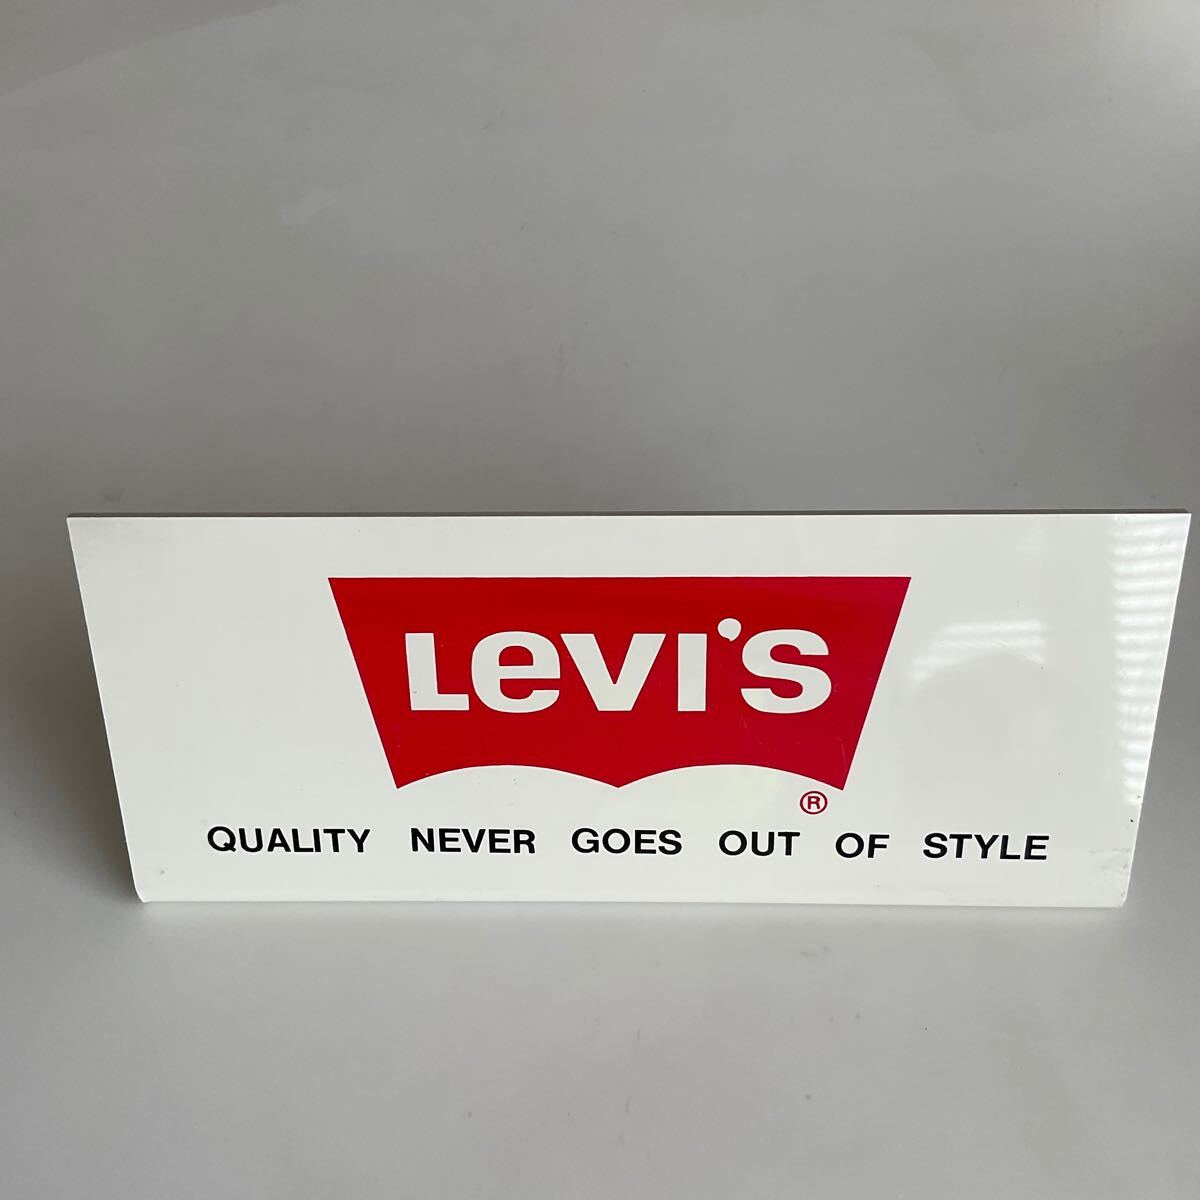 LeVI'S
®
QUALITY NEVER GOES OUT OF STYLE